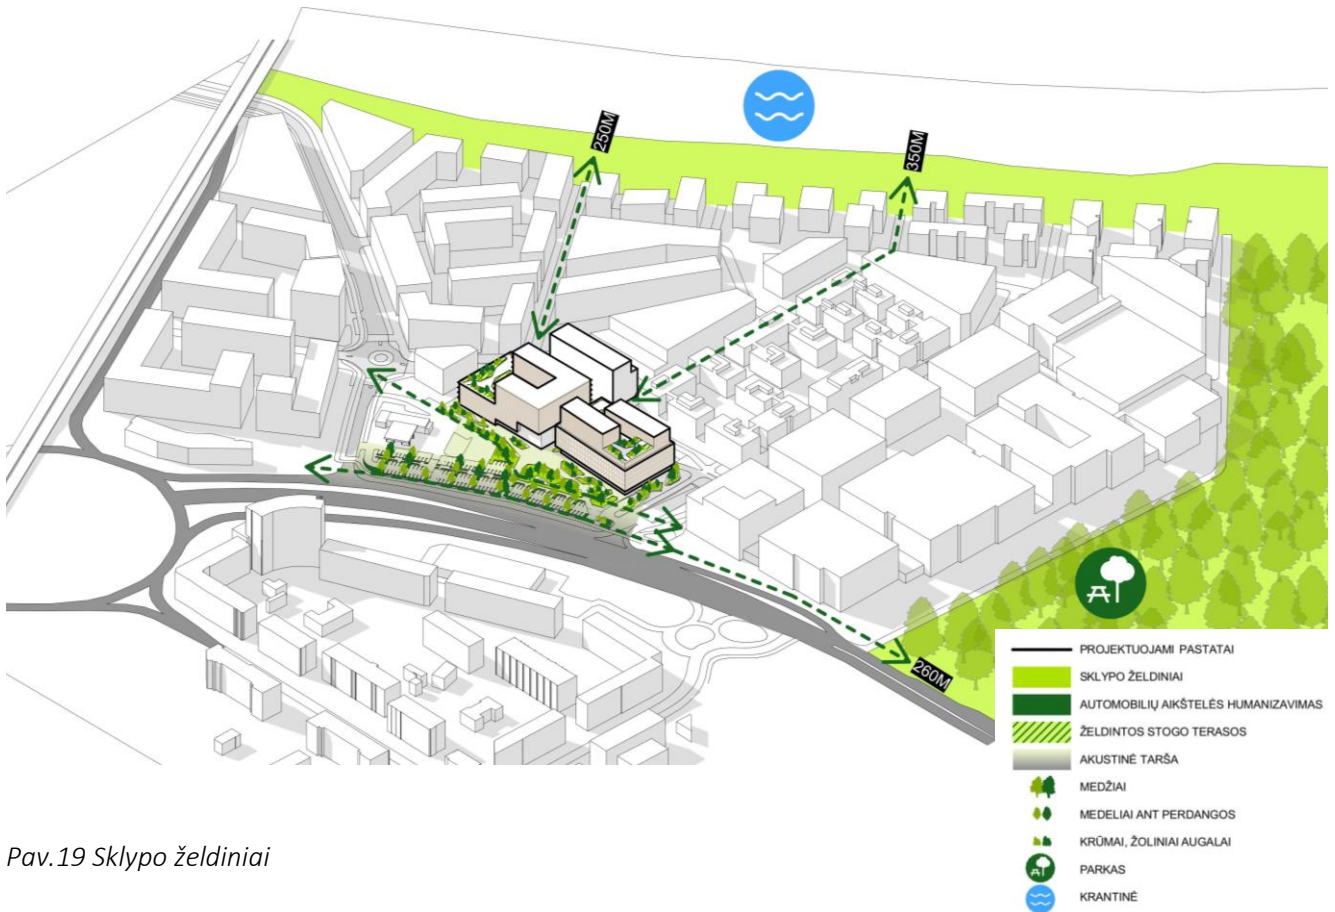 250M
350M
260M
PROJEKTUOJAMI PASTATAI
SKLYPO ŽELDINIAI
AUTOMOBILIŲ AIKŠTELĖS HUMANIZAVIMAS
ŽELDINTOS STOGO TERASOS
AKUSTINĖ TARŠA
MEDŽIAI
MEDELIAI ANT PERDANGOS
KRŪMAI, ŽOLINIAI AUGALAI
PARKAS
KRANTINĖ
Pav.19 Sklypo želdiniai